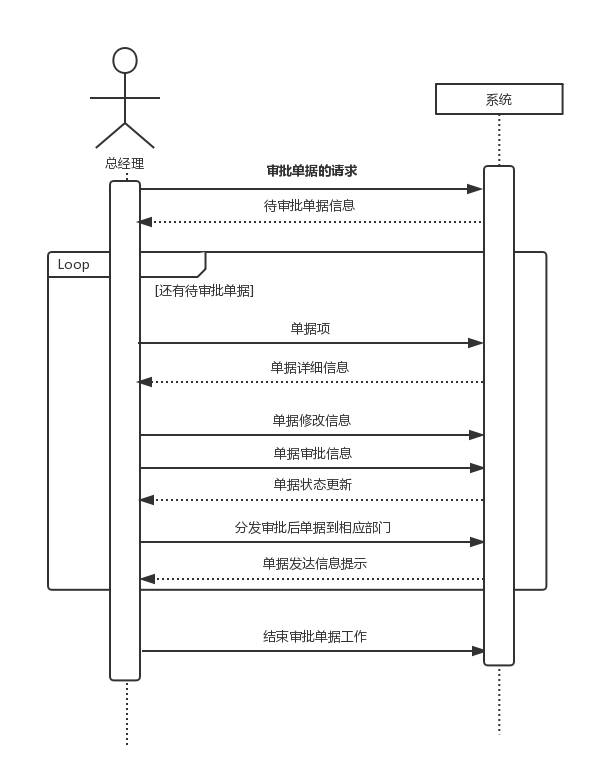 系统
总经理
审批单据的请求
待审批单据信息
Loop
[还有待审批单据]
单据项
单据详细信息
单据修改信息
单据审批信息
单据状态更新
分发审批后单据到相应部门
单据发达信息提示
结束审批单据工作